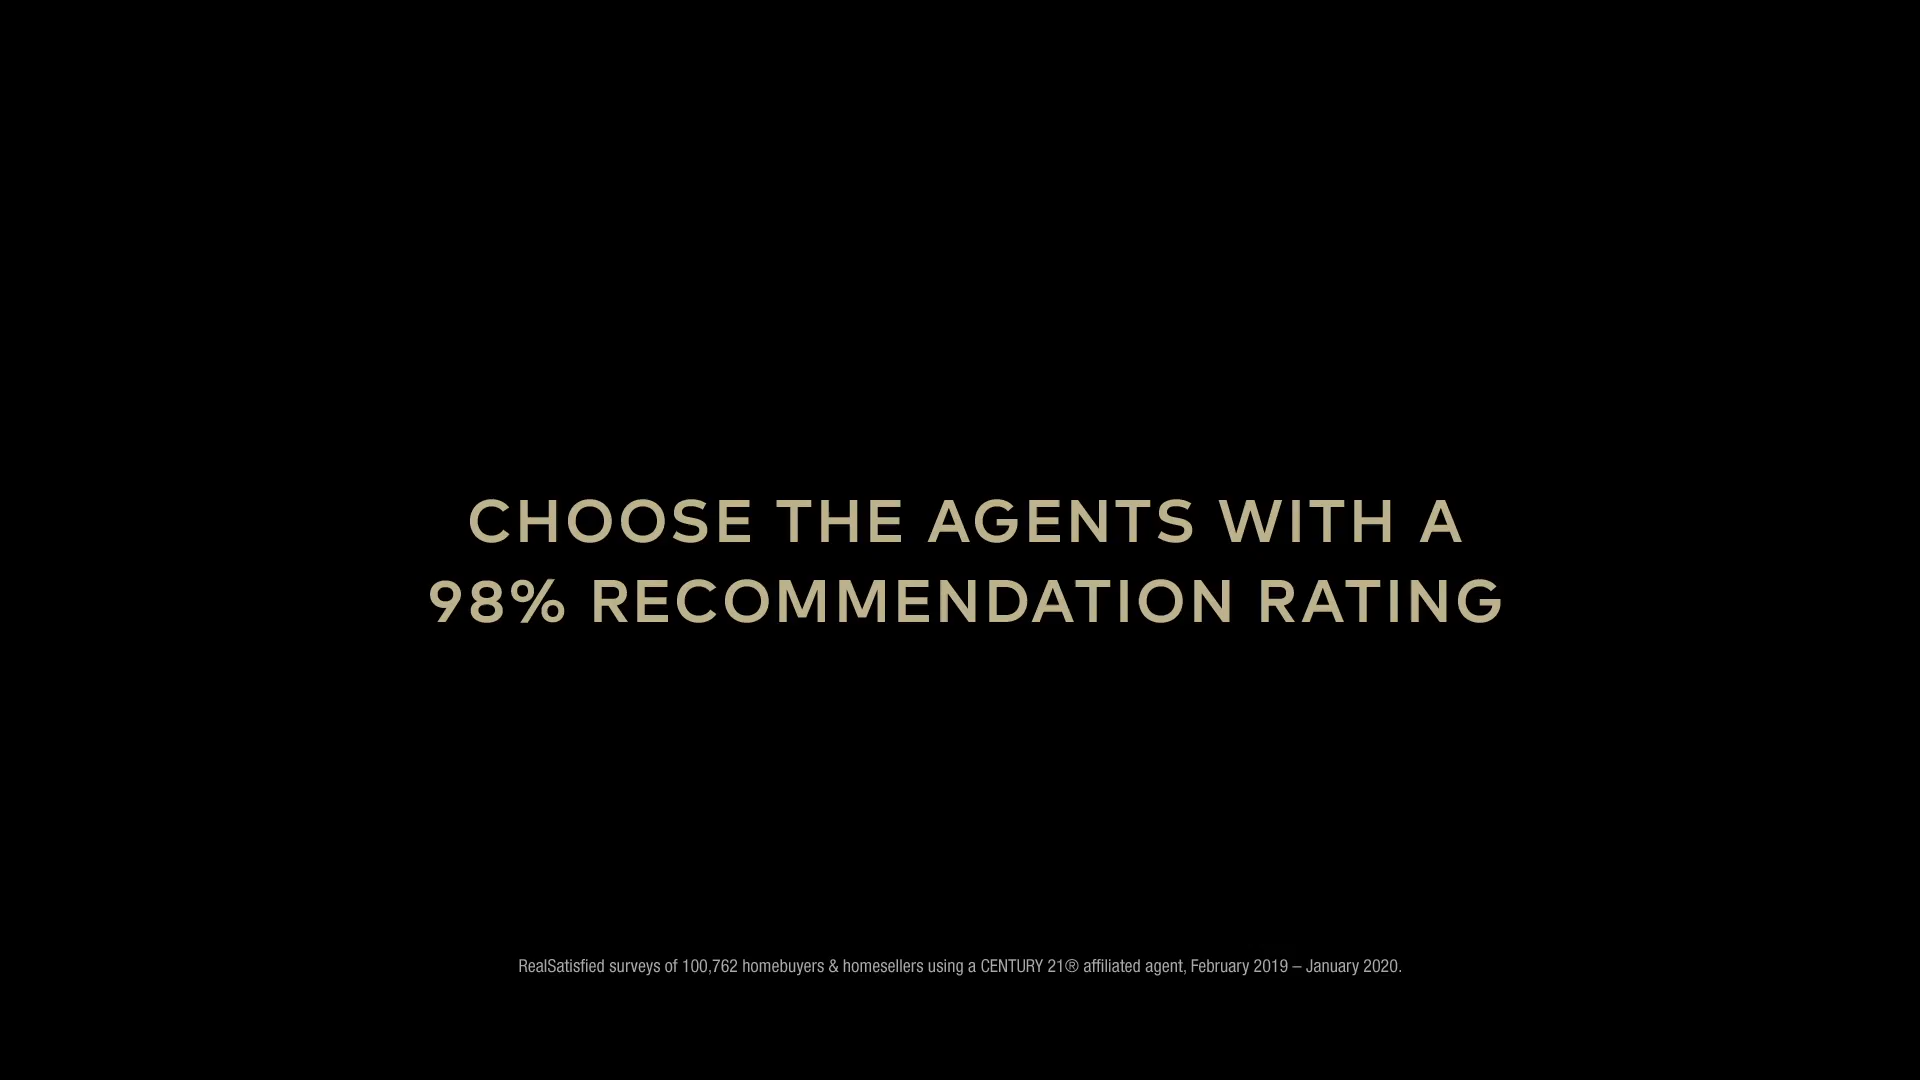 CHOOSE THE AGENTS WITH A
98% RECOMMENDATION RATING
RealSatisfied surveys of 100,762 homebuyers & homesellers using a CENTURY 21® affiliated agent, February 2019 – January 2020.